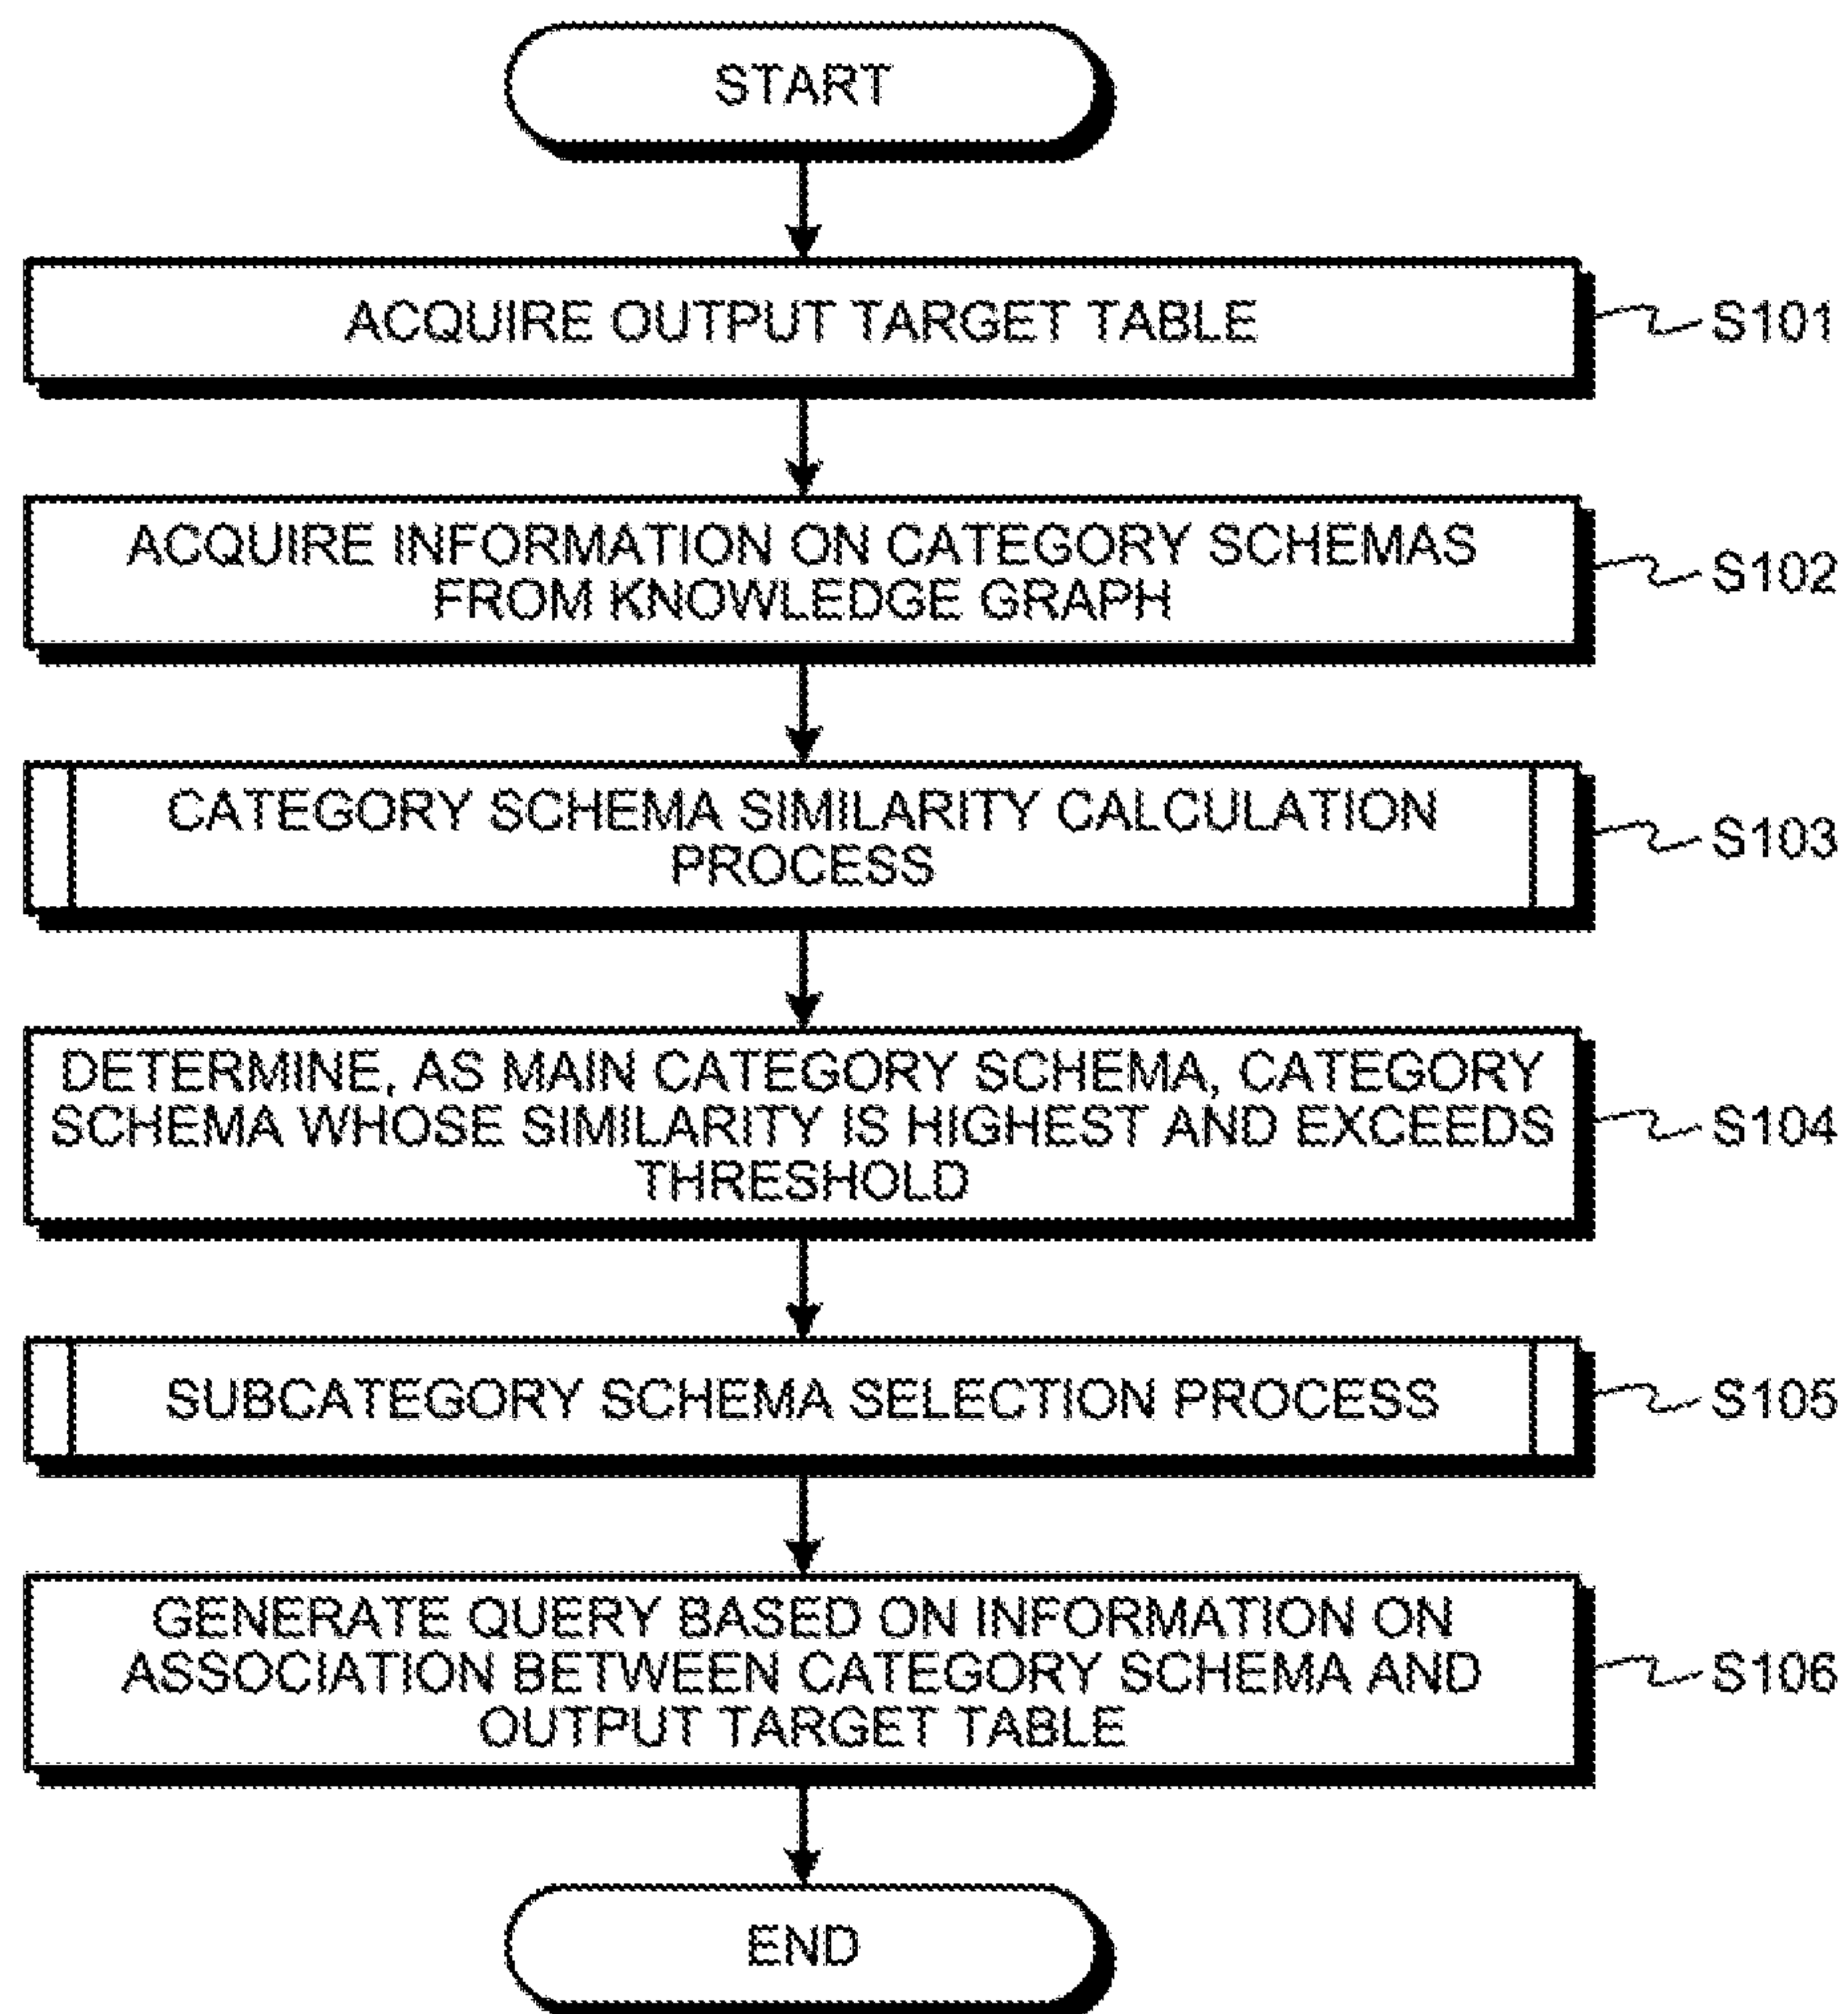 START
ACQUIRE OUTPUT TARGET TABLE
S101
ACQUIRE INFORMATION ON CATEGORY SCHEMAS
FROM KNOWLEDGE GRAPH
S102
CATEGORY SCHEMA SIMILARITY CALCULATION
PROCESS
S103
DETERMINE, AS MAIN CATEGORY SCHEMA, CATEGORY
SCHEMA WHOSE SIMILARITY IS HIGHEST AND EXCEEDS
THRESHOLD
S104
SUBCATEGORY SCHEMA SELECTION PROCESS
S105
GENERATE QUERY BASED ON INFORMATION ON
ASSOCIATION BETWEEN CATEGORY SCHEMA AND
OUTPUT TARGET TABLE
S106
END